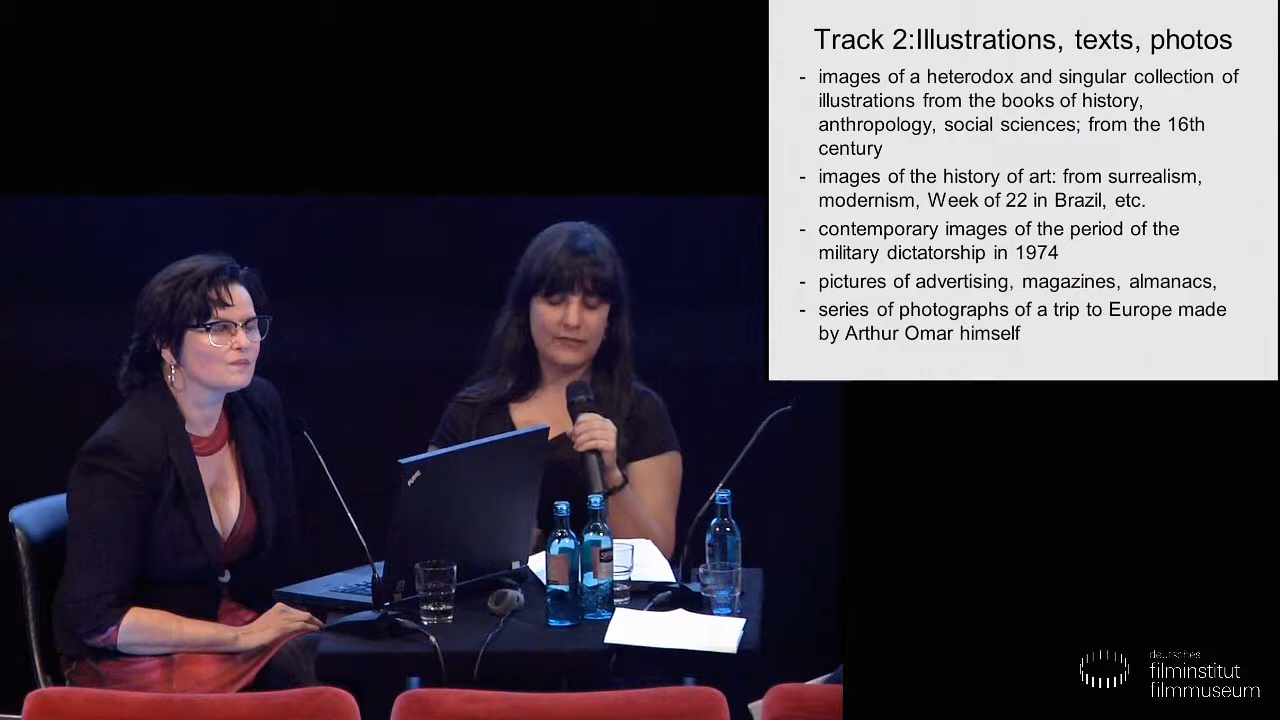 Track 2:Illustrations, texts, photos
- images of a heterodox and singular collection of
illustrations from the books of history,
anthropology, social sciences; from the 16th
century
- images of the history of art: from surrealism,
modernism, Week of 22 in Brazil, etc.
- contemporary images of the period of the
military dictatorship in 1974
- pictures of advertising, magazines, almanacs,
- series of photographs of a trip to Europe made
by Arthur Omar himself
deutsches
filminstitut
filmmuseum